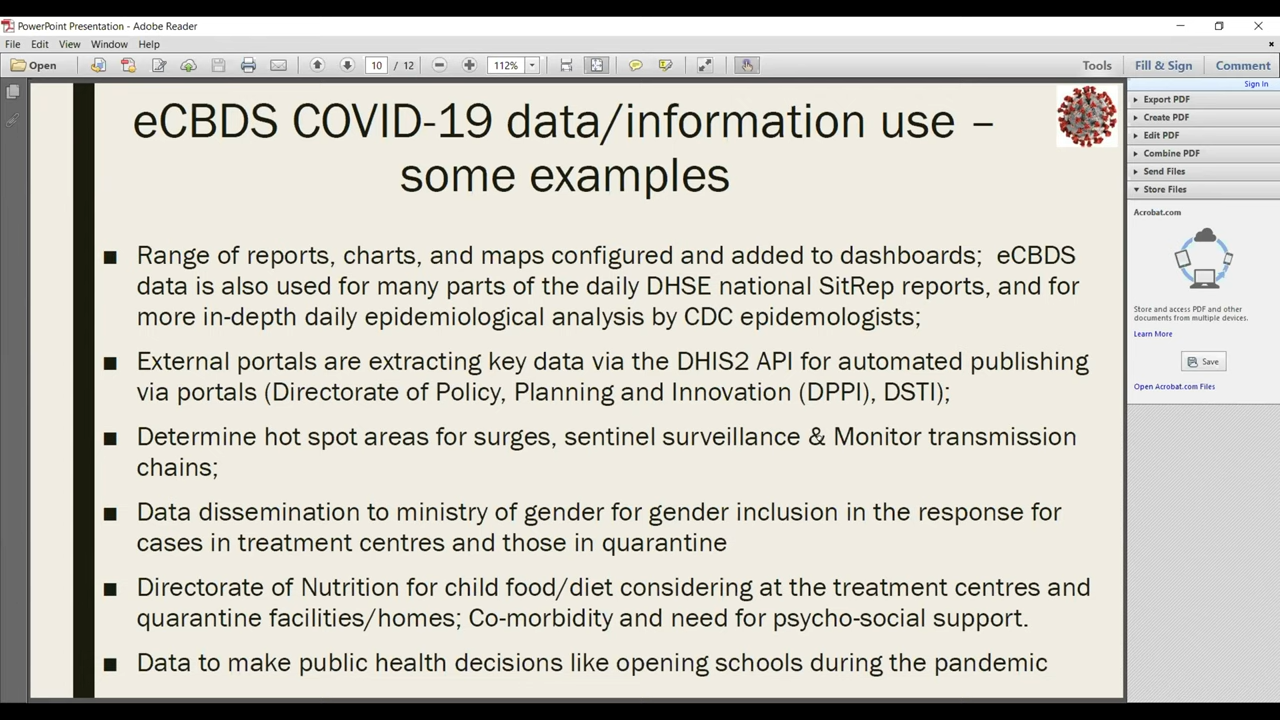 PowerPoint Presentation - Adobe Reader
File Edit View Window Help
Open 10 / 12 112% Tools Fill & Sign Comment
Sign In
Export PDF
Create PDF
Edit PDF
Combine PDF
Send Files
Store Files
Acrobat.com
Store and access PDF and other
documents from multiple devices.
Learn More
Save
Open Acrobat.com Files
eCBDS COVID-19 data/information use –
some examples
■ Range of reports, charts, and maps configured and added to dashboards; eCBDS
data is also used for many parts of the daily DHSE national SitRep reports, and for
more in-depth daily epidemiological analysis by CDC epidemologists;
■ External portals are extracting key data via the DHIS2 API for automated publishing
via portals (Directorate of Policy, Planning and Innovation (DPPI), DSTI);
■ Determine hot spot areas for surges, sentinel surveillance & Monitor transmission
chains;
■ Data dissemination to ministry of gender for gender inclusion in the response for
cases in treatment centres and those in quarantine
■ Directorate of Nutrition for child food/diet considering at the treatment centres and
quarantine facilities/homes; Co-morbidity and need for psycho-social support.
■ Data to make public health decisions like opening schools during the pandemic